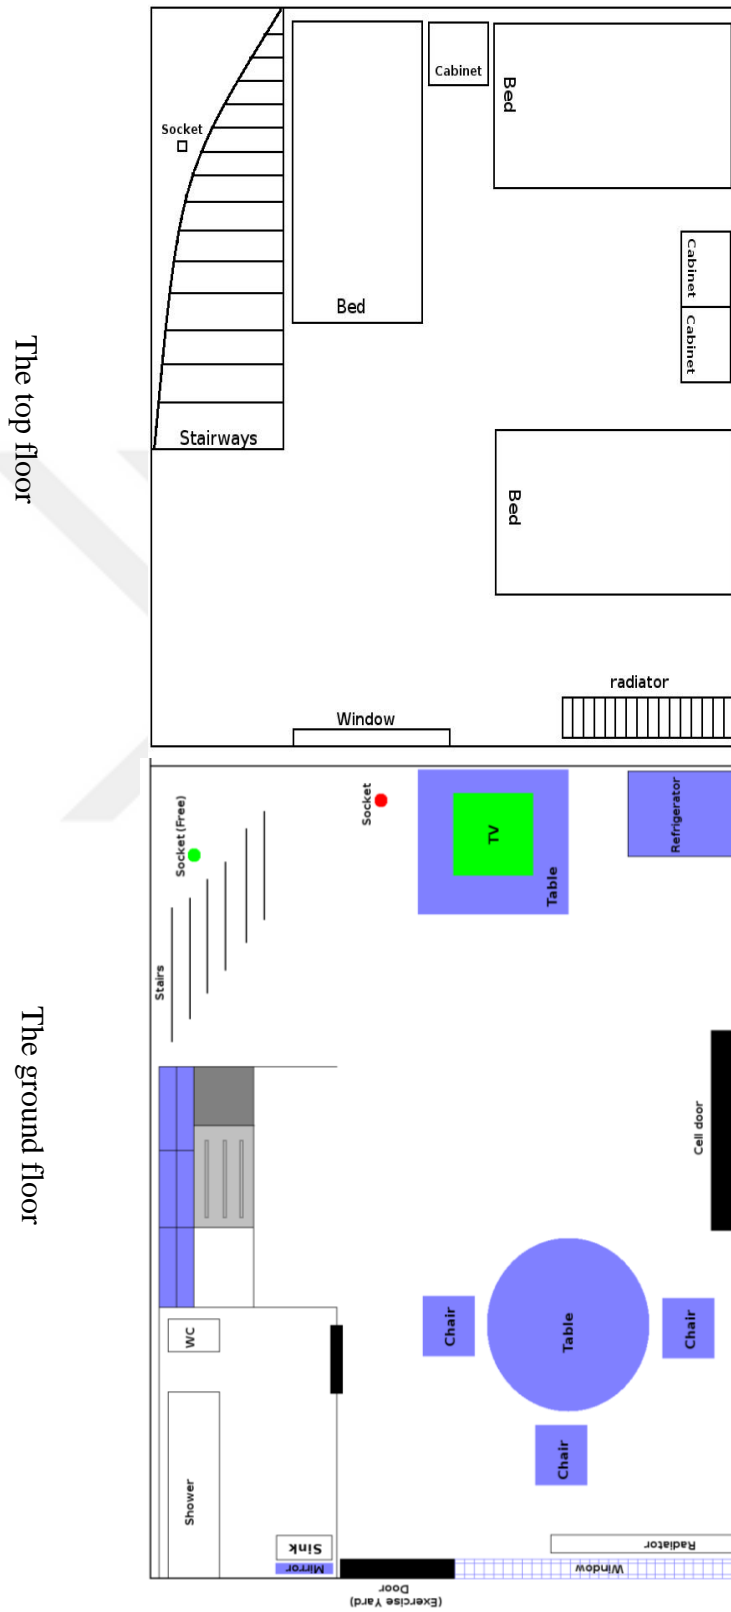 The top floor
Socket
Cabinet
Bed
Cabinet
Cabinet
Bed
Stairways
Bed
radiator
Window
The ground floor
Socket
Socket (Free)
TV
Table
Refrigerator
Stairs
Cell door
WC
Chair
Table
Chair
Chair
Shower
Sink
Mirror
Radiator
Window
Door
(Exercise Yard)